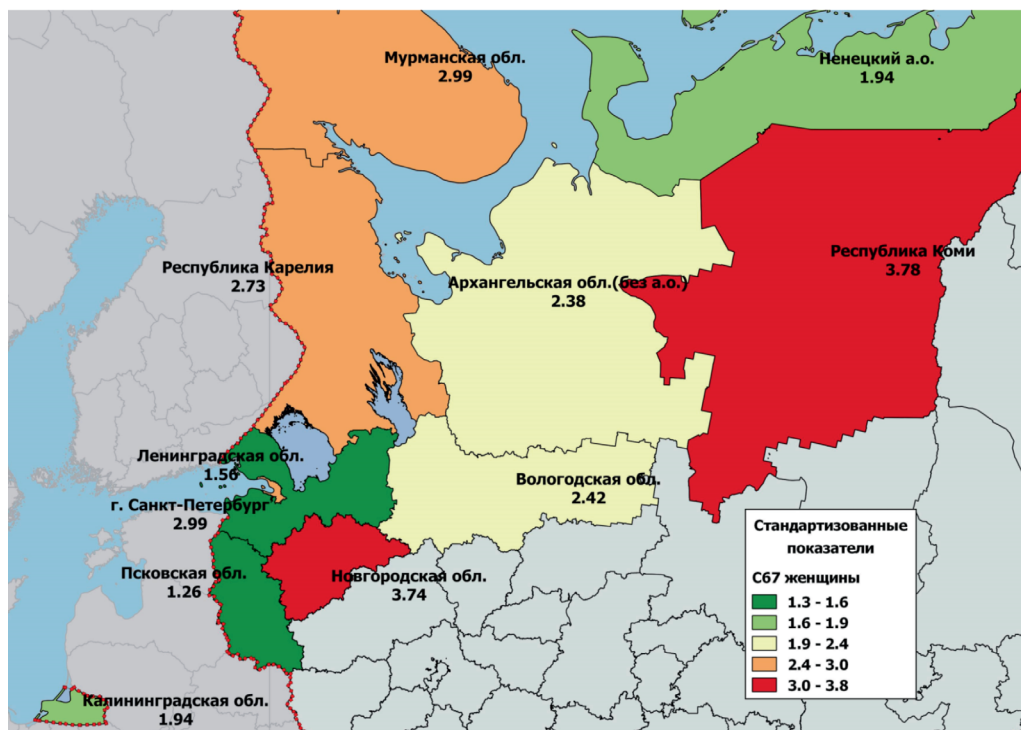 Мурманская обл.
2.99
Ненецкий а.о.
1.94
Республика Карелия
2.73
Архангельская обл.(без а.о.)
2.38
Республика Коми
3.78
Ленинградская обл.
1.56
г. Санкт-Петербург
2.99
Вологодская обл.
2.42
Псковская обл.
1.26
Новгородская обл.
3.74
Калининградская обл.
1.94
Стандартизованные
показатели
С67 женщины
1.3 - 1.6
1.6 - 1.9
1.9 - 2.4
2.4 - 3.0
3.0 - 3.8